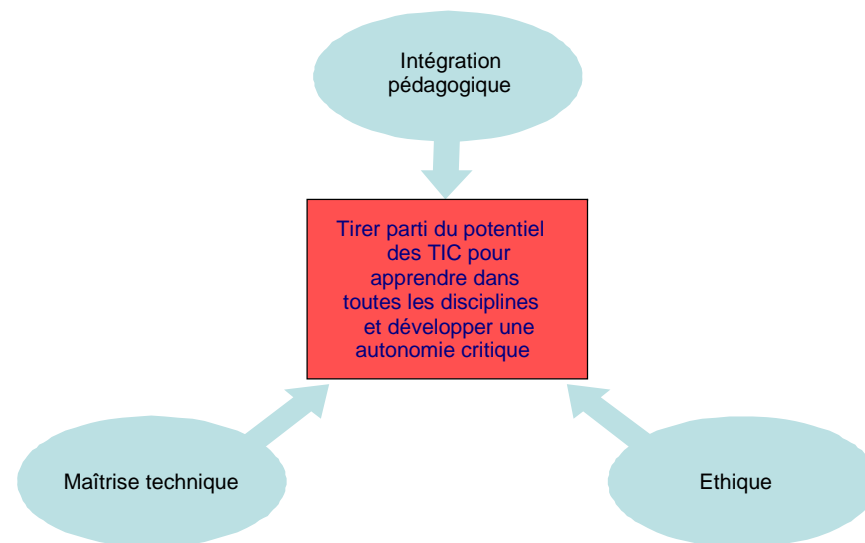 Intégration
pédagogique
Tirer parti du potentiel
des TIC pour
apprendre dans
toutes les disciplines
et développer une
autonomie critique
Maîtrise technique
Ethique